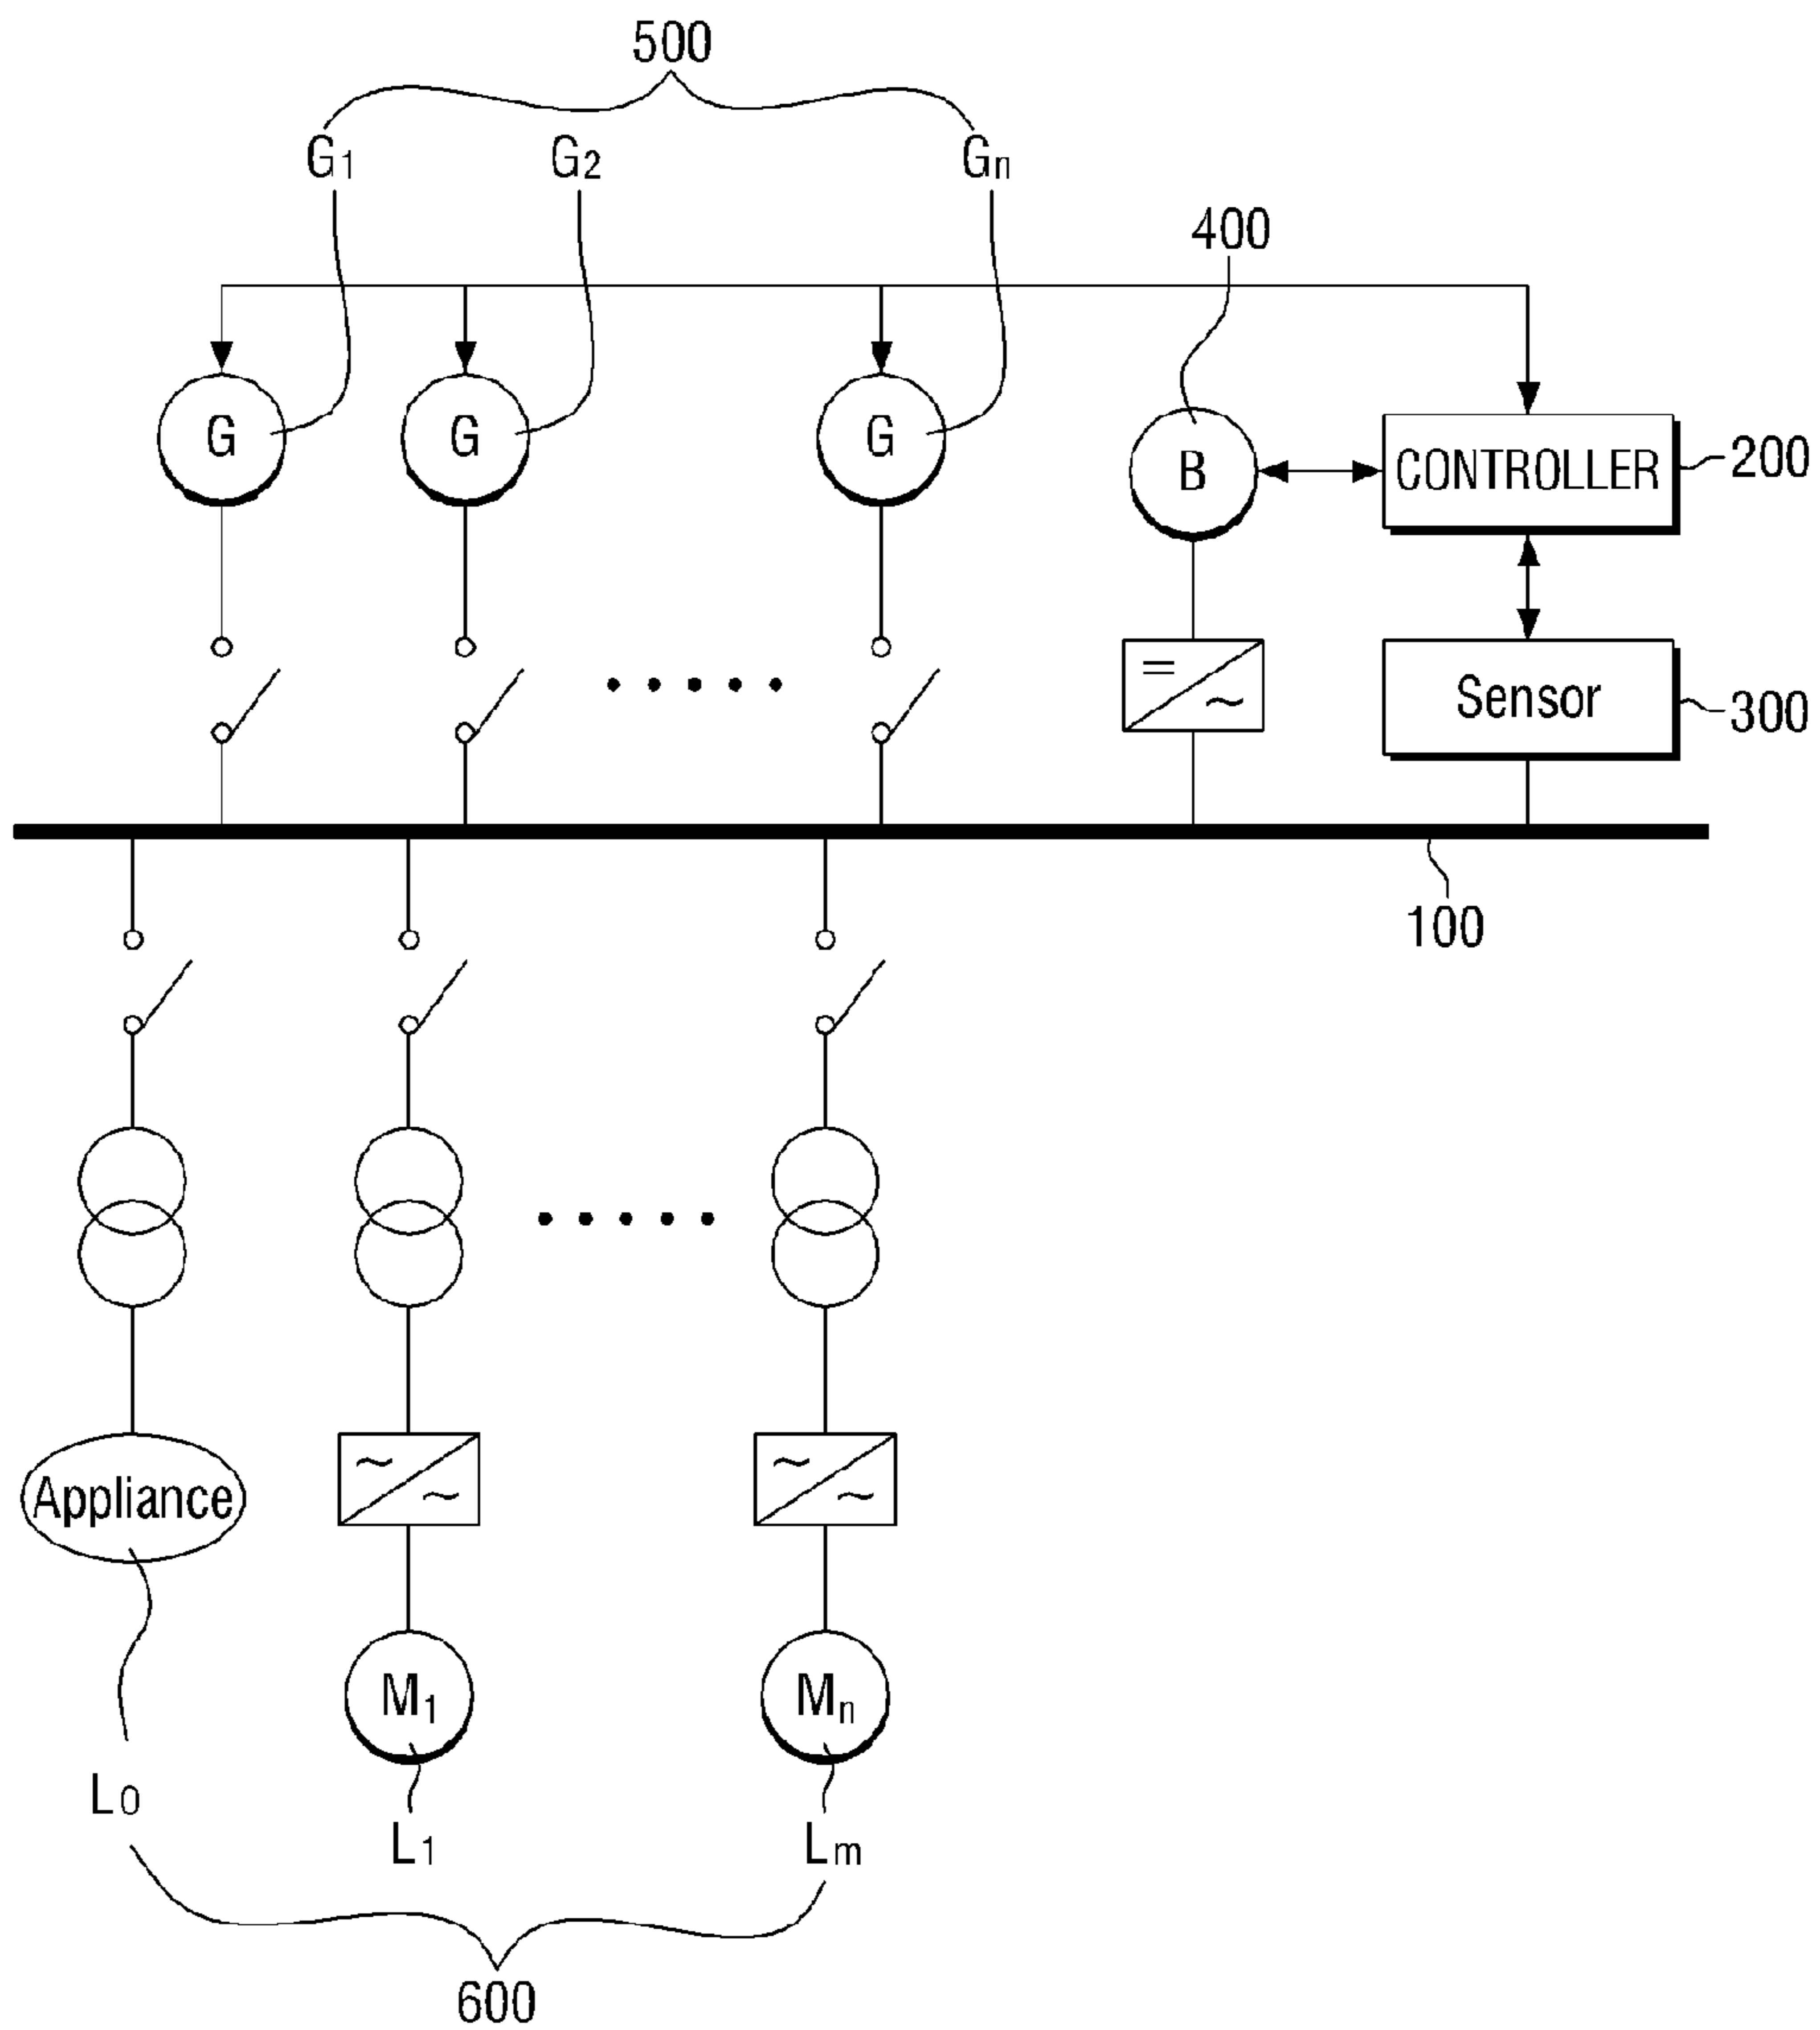 500
G1 G2 Gn
400
G G G B CONTROLLER 200
Sensor 300
100
Appliance
M1 Mn
L0
L1 Lm
600